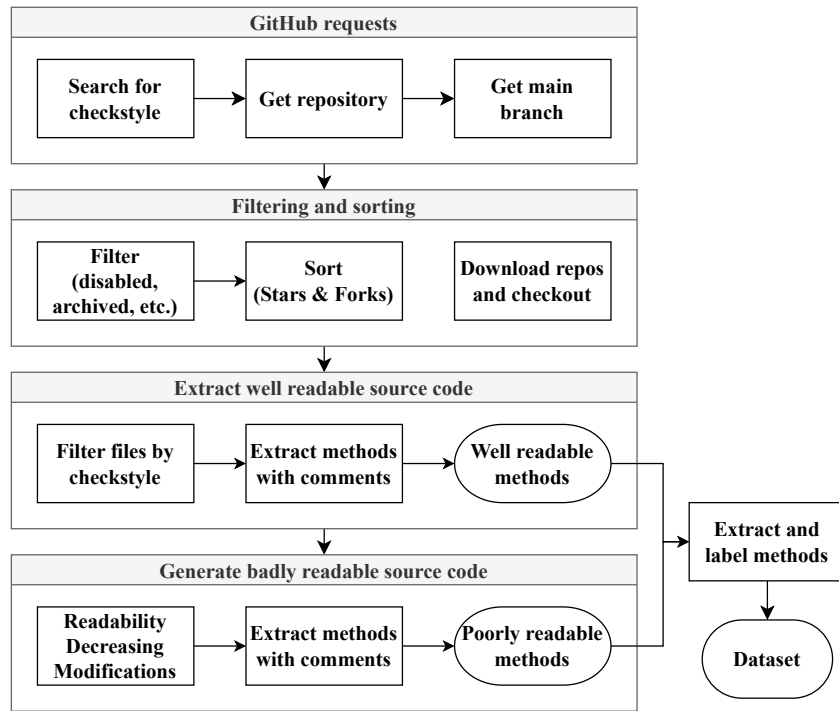 GitHub requests
Search for
checkstyle
Get repository
Get main
branch
Filtering and sorting
Filter
(disabled,
archived, etc.)
Sort
(Stars & Forks)
Download repos
and checkout
Extract well readable source code
Filter files by
checkstyle
Extract methods
with comments
Well readable
methods
Generate badly readable source code
Readability
Decreasing
Modifications
Extract methods
with comments
Poorly readable
methods
Extract and
label methods
Dataset